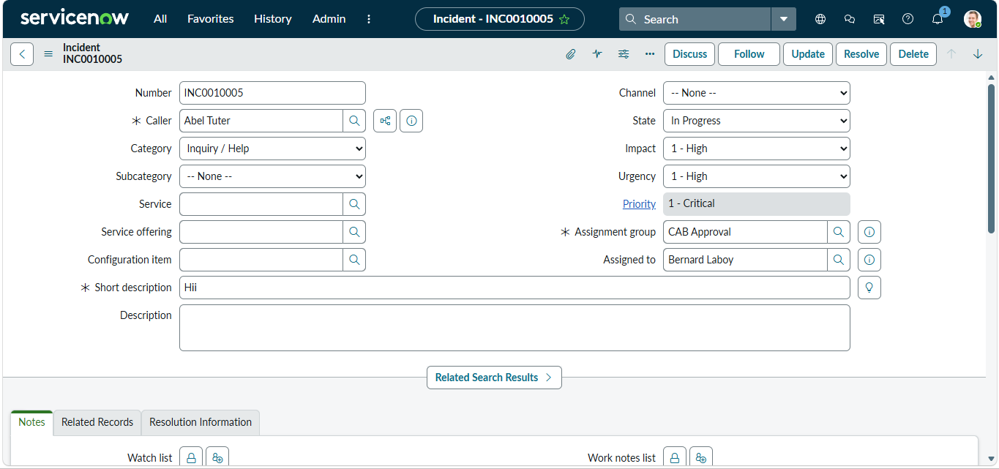 servicenow All Favorites History Admin Incident - INC0010005 Search 1
Incident
INC0010005
Discuss Follow Update Resolve Delete
Number INC0010005 Channel -- None --
Caller Abel Tuter State In Progress
Category Inquiry / Help Impact 1 - High
Subcategory -- None -- Urgency 1 - High
Service Priority 1 - Critical
Service offering Assignment group CAB Approval
Configuration item Assigned to Bernard Laboy
Short description Hii
Description
Related Search Results
Notes Related Records Resolution Information
Watch list Work notes list